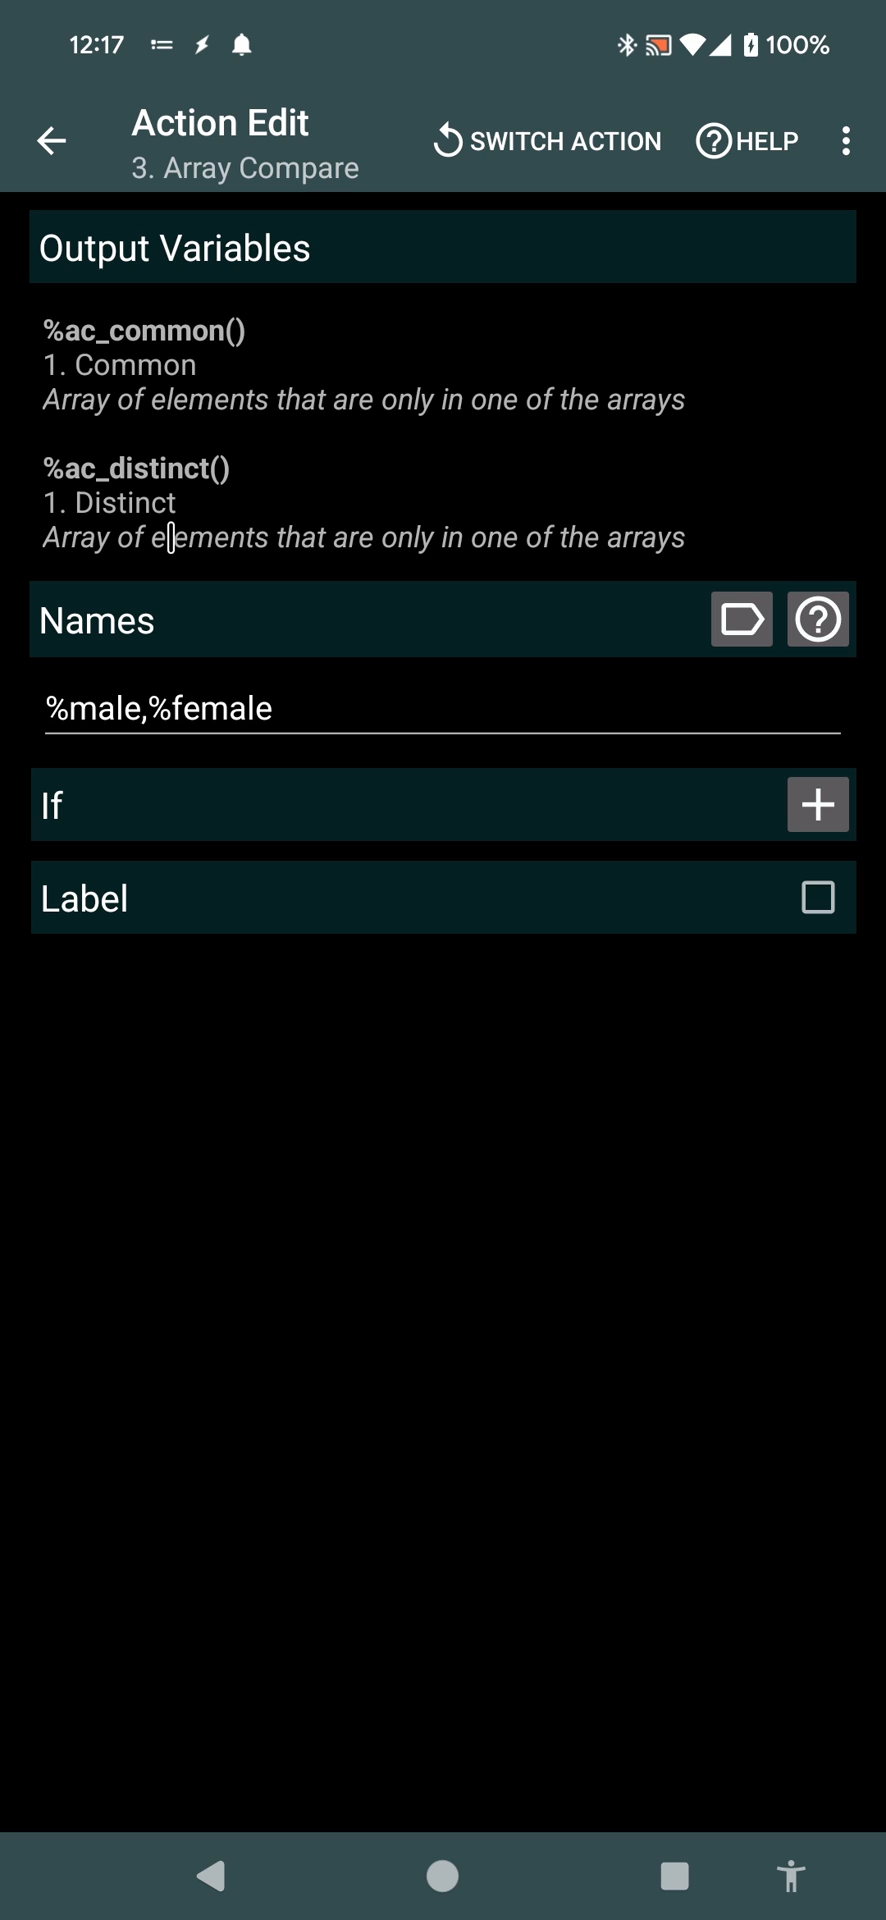 12:17
100%
Action Edit
3. Array Compare
SWITCH ACTION
HELP
Output Variables
%ac_common()
1. Common
Array of elements that are only in one of the arrays
%ac_distinct()
1. Distinct
Array of elements that are only in one of the arrays
Names
%male,%female
If
Label